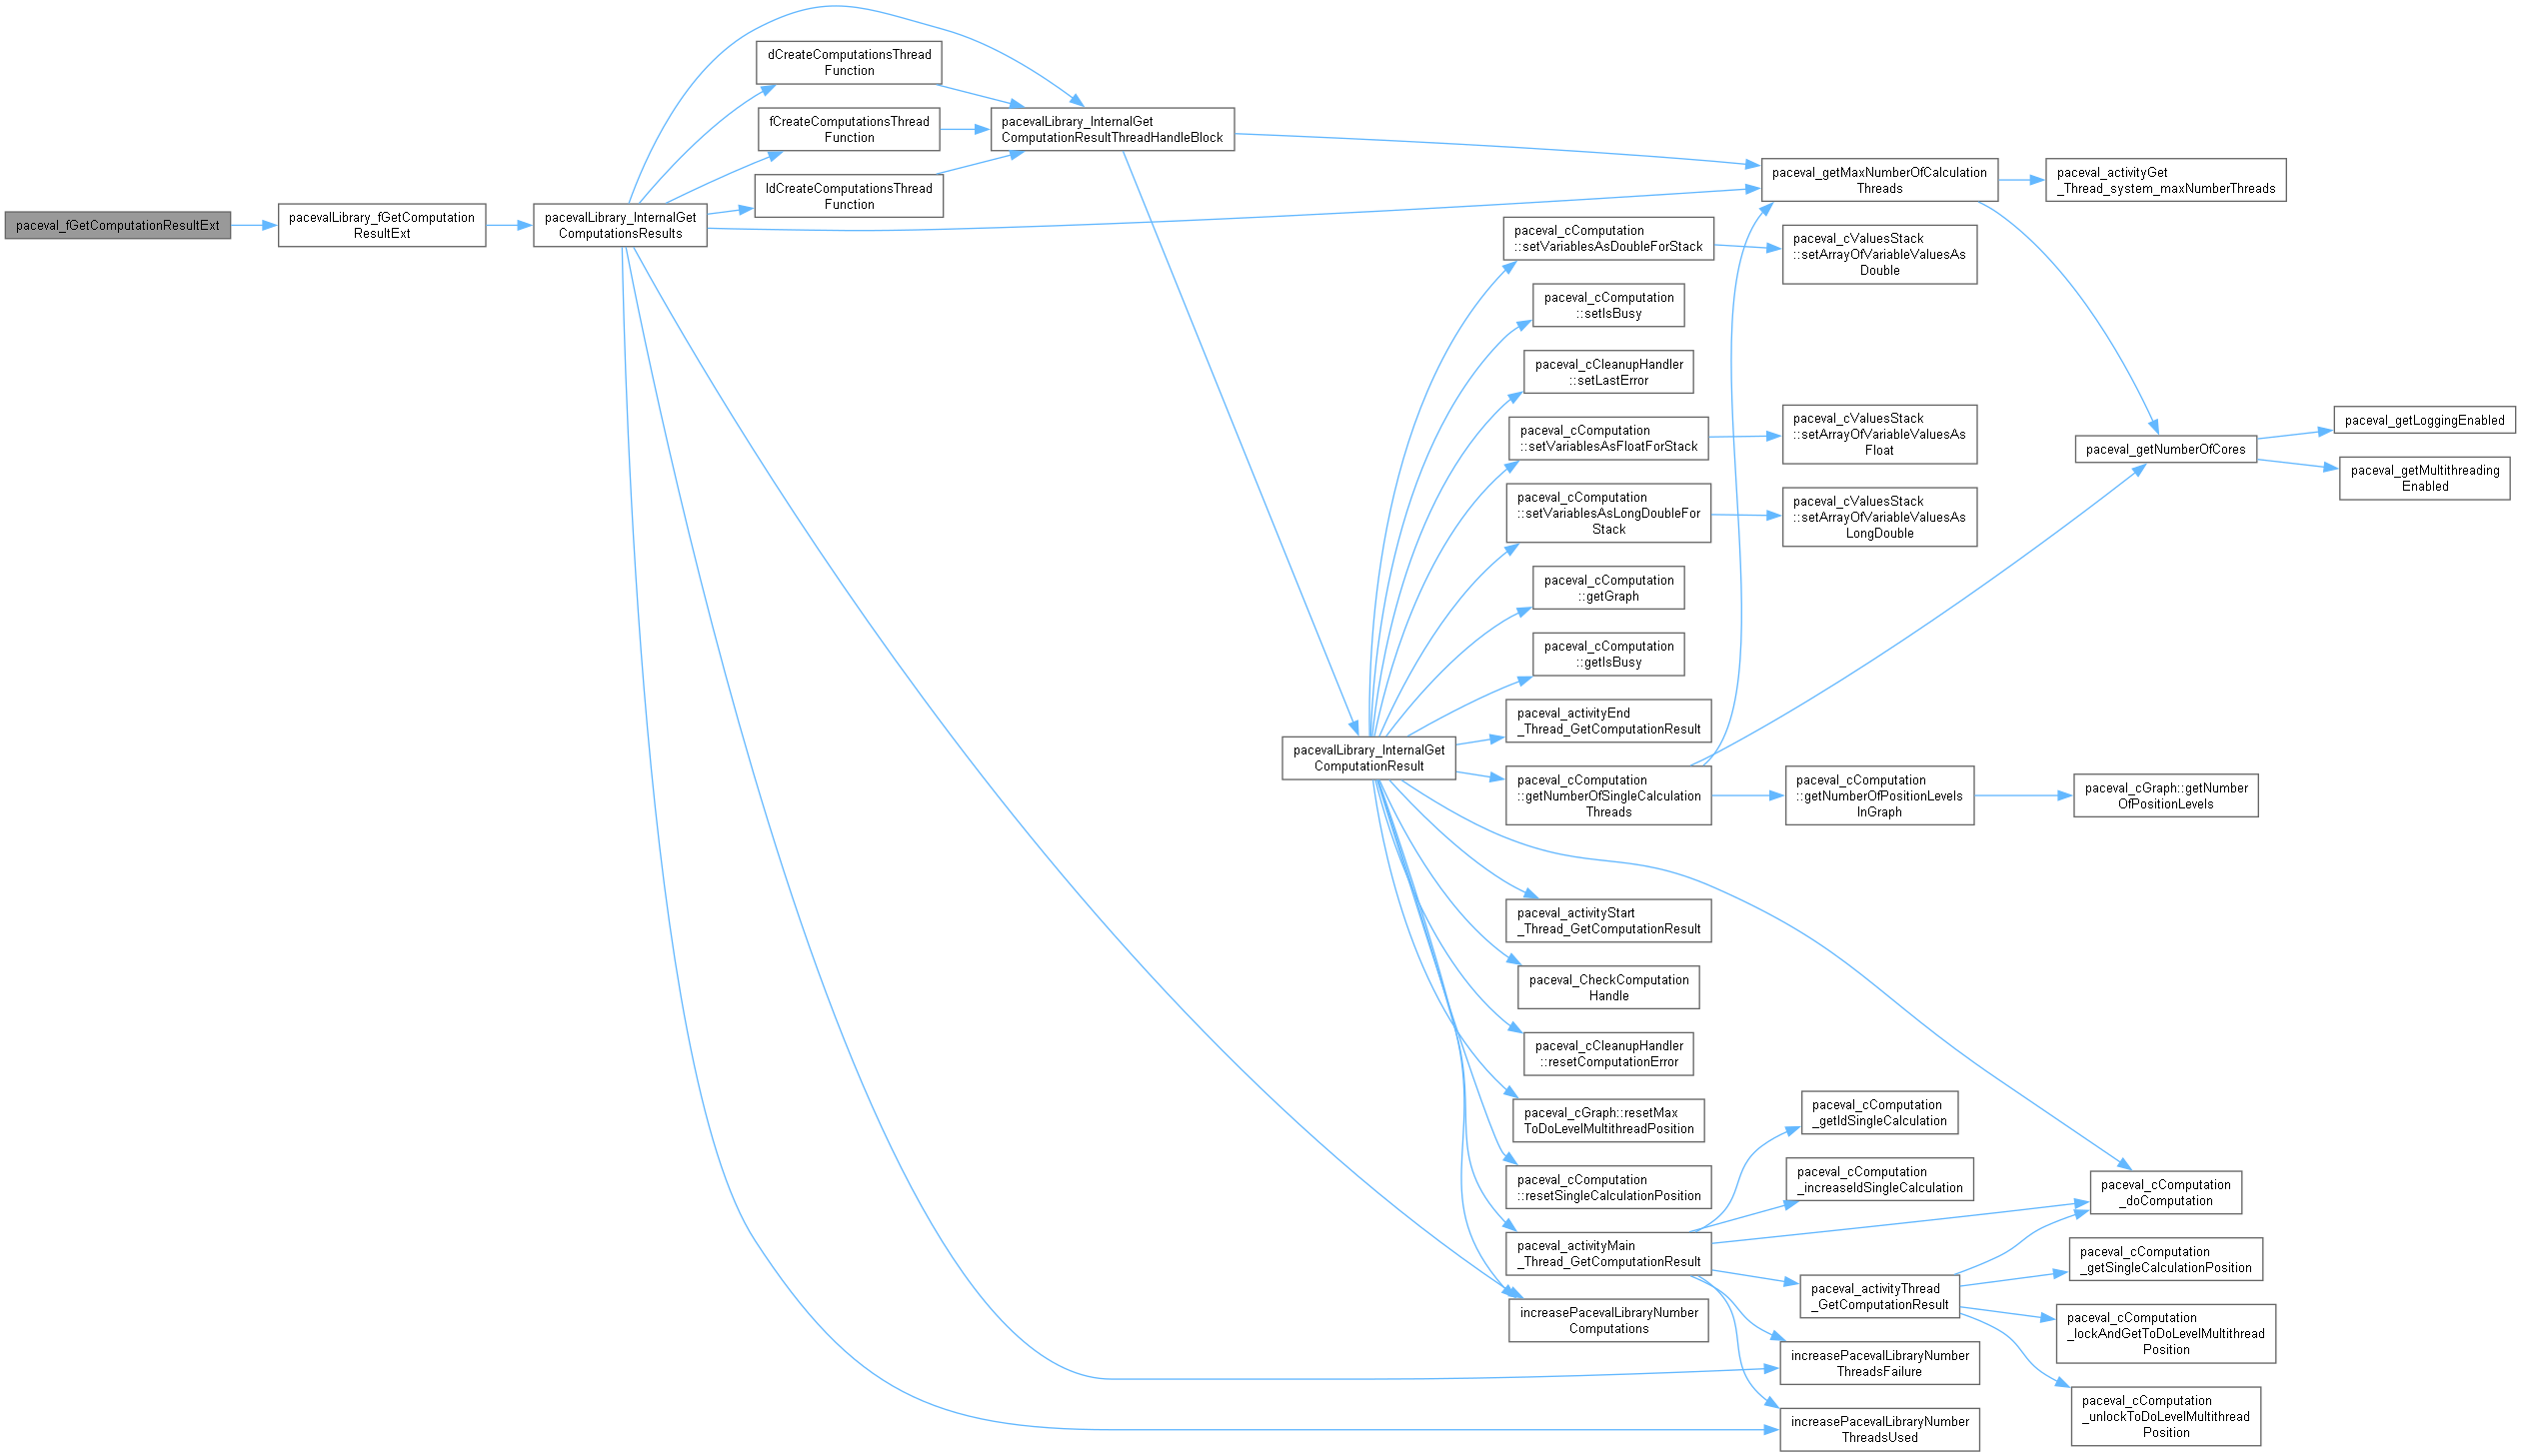 paceval_fGetComputationResultExt
pacevalLibrary_fGetComputation
ResultExt
pacevalLibrary_InternalGet
ComputationsResults
dCreateComputationsThread
Function
fCreateComputationsThread
Function
ldCreateComputationsThread
Function
pacevalLibrary_InternalGet
ComputationResultThreadHandleBlock
pacevalLibrary_InternalGet
ComputationResult
paceval_cComputation
::setVariablesAsDoubleForStack
paceval_cComputation
::setIsBusy
paceval_cCleanupHandler
::setLastError
paceval_cComputation
::setVariablesAsFloatForStack
paceval_cComputation
::setVariablesAsLongDoubleFor
Stack
paceval_cComputation
::getGraph
paceval_cComputation
::getIsBusy
paceval_activityEnd
_Thread_GetComputationResult
paceval_cComputation
::getNumberOfSingleCalculation
Threads
paceval_activityStart
_Thread_GetComputationResult
paceval_CheckComputation
Handle
paceval_cCleanupHandler
::resetComputationError
paceval_cGraph::resetMax
ToDoLevelMultithreadPosition
paceval_cComputation
::resetSingleCalculationPosition
paceval_activityMain
_Thread_GetComputationResult
increasePacevalLibraryNumber
Computations
paceval_getMaxNumberOfCalculation
Threads
paceval_cValuesStack
::setArrayOfVariableValuesAs
Double
paceval_cValuesStack
::setArrayOfVariableValuesAs
Float
paceval_cValuesStack
::setArrayOfVariableValuesAs
LongDouble
paceval_cComputation
::getNumberOfPositionLevels
InGraph
paceval_cComputation
_getIdSingleCalculation
paceval_cComputation
_increaseIdSingleCalculation
paceval_activityThread
_GetComputationResult
increasePacevalLibraryNumber
ThreadsFailure
increasePacevalLibraryNumber
ThreadsUsed
paceval_activityGet
_Thread_system_maxNumberThreads
paceval_getNumberOfCores
paceval_cGraph::getNumber
OfPositionLevels
paceval_cComputation
_doComputation
paceval_cComputation
_getSingleCalculationPosition
paceval_cComputation
_lockAndGetToDoLevelMultithread
Position
paceval_cComputation
_unlockToDoLevelMultithread
Position
paceval_getLoggingEnabled
paceval_getMultithreading
Enabled